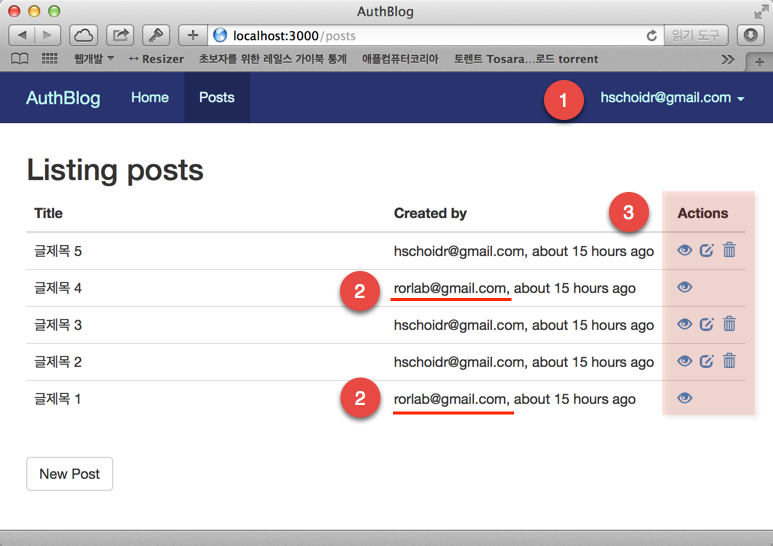 AuthBlog
localhost:3000/posts
읽기 도구
웹개발 Resizer 초보자를 위한 레일스 가이북 통계 애플컴퓨터코리아 토렌트 Tosara...로드 torrent
AuthBlog Home Posts 1 hschoidr@gmail.com
Listing posts
Title Created by 3 Actions
글제목 5 hschoidr@gmail.com, about 15 hours ago
글제목 4 2 rorlab@gmail.com, about 15 hours ago
글제목 3 hschoidr@gmail.com, about 15 hours ago
글제목 2 hschoidr@gmail.com, about 15 hours ago
글제목 1 2 rorlab@gmail.com, about 15 hours ago
New Post